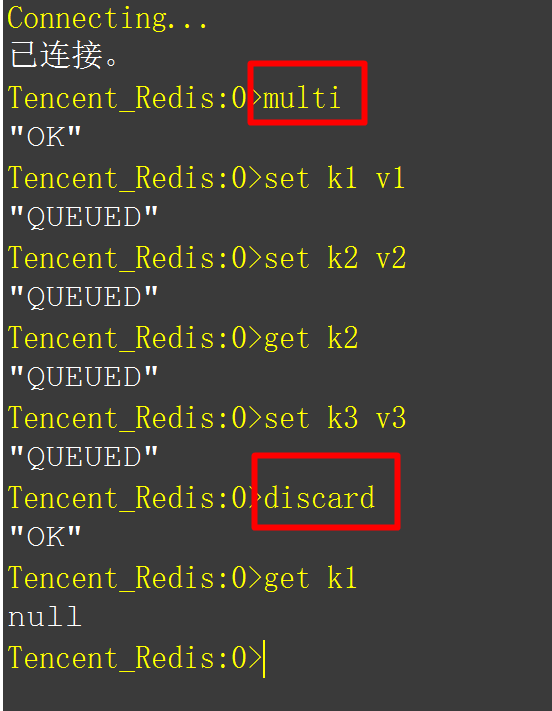 Connecting...
已连接。
Tencent_Redis:0>multi
"OK"
Tencent_Redis:0>set k1 v1
"QUEUED"
Tencent_Redis:0>set k2 v2
"QUEUED"
Tencent_Redis:0>get k2
"QUEUED"
Tencent_Redis:0>set k3 v3
"QUEUED"
Tencent_Redis:0>discard
"OK"
Tencent_Redis:0>get k1
null
Tencent_Redis:0>